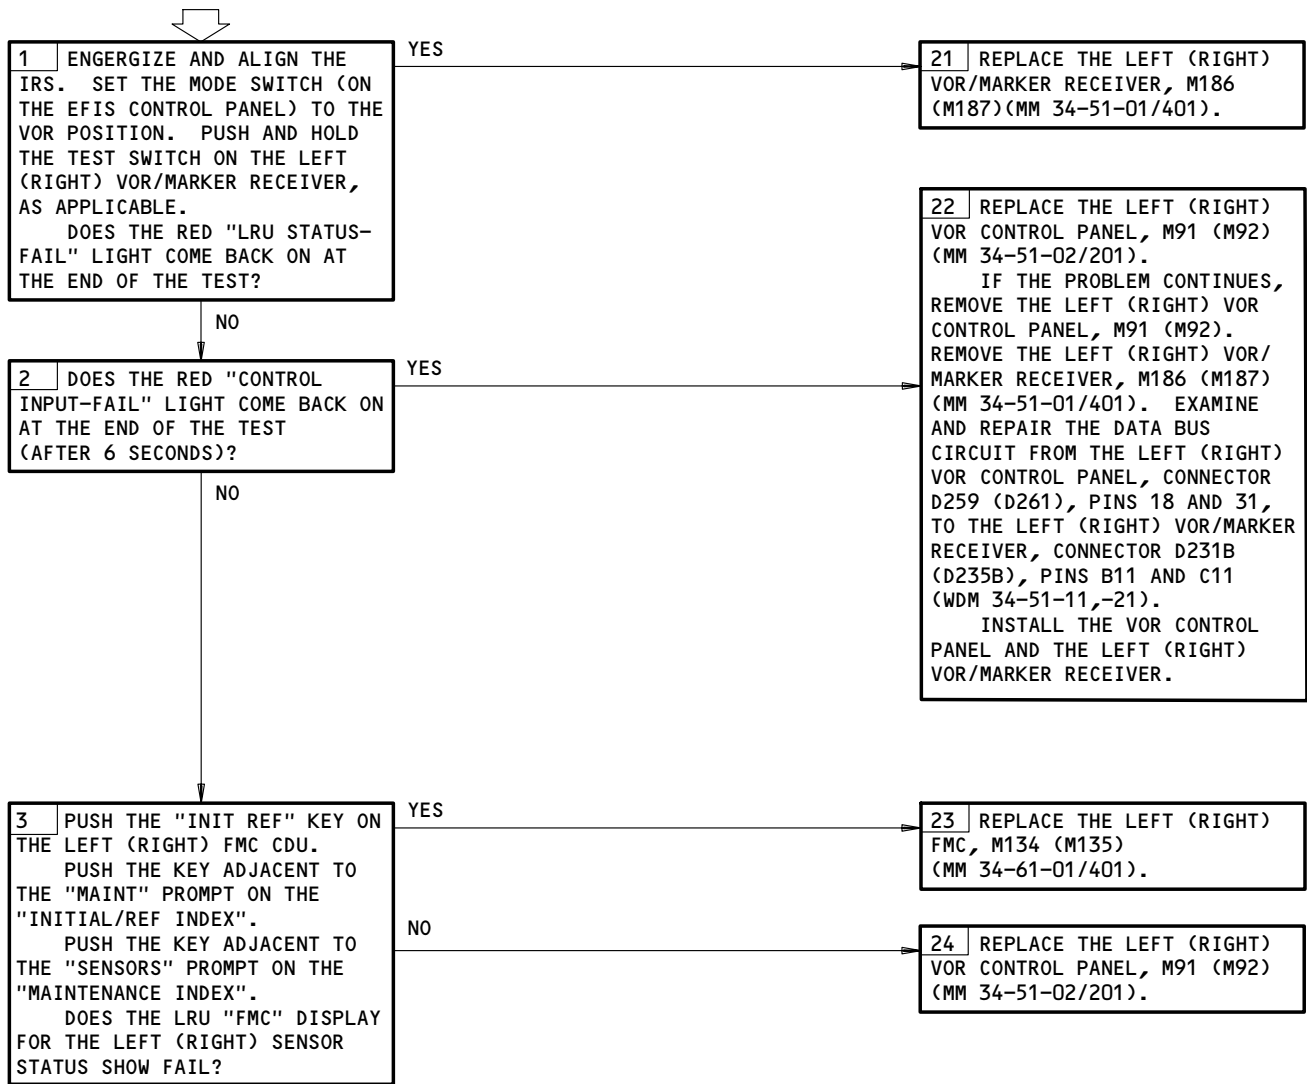 1 ENGERGIZE AND ALIGN THE
IRS. SET THE MODE SWITCH (ON
THE EFIS CONTROL PANEL) TO THE
VOR POSITION. PUSH AND HOLD
THE TEST SWITCH ON THE LEFT
(RIGHT) VOR/MARKER RECEIVER,
AS APPLICABLE.
DOES THE RED "LRU STATUS-
FAIL" LIGHT COME BACK ON AT
THE END OF THE TEST?
YES
21 REPLACE THE LEFT (RIGHT)
VOR/MARKER RECEIVER, M186
(M187)(MM 34-51-01/401).
NO
2 DOES THE RED "CONTROL
INPUT-FAIL" LIGHT COME BACK ON
AT THE END OF THE TEST
(AFTER 6 SECONDS)?
YES
22 REPLACE THE LEFT (RIGHT)
VOR CONTROL PANEL, M91 (M92)
(MM 34-51-02/201).
IF THE PROBLEM CONTINUES,
REMOVE THE LEFT (RIGHT) VOR
CONTROL PANEL, M91 (M92).
REMOVE THE LEFT (RIGHT) VOR/
MARKER RECEIVER, M186 (M187)
(MM 34-51-01/401). EXAMINE
AND REPAIR THE DATA BUS
CIRCUIT FROM THE LEFT (RIGHT)
VOR CONTROL PANEL, CONNECTOR
D259 (D261), PINS 18 AND 31,
TO THE LEFT (RIGHT) VOR/MARKER
RECEIVER, CONNECTOR D231B
(D235B), PINS B11 AND C11
(WDM 34-51-11,-21).
INSTALL THE VOR CONTROL
PANEL AND THE LEFT (RIGHT)
VOR/MARKER RECEIVER.
NO
3 PUSH THE "INIT REF" KEY ON
THE LEFT (RIGHT) FMC CDU.
PUSH THE KEY ADJACENT TO
THE "MAINT" PROMPT ON THE
"INITIAL/REF INDEX".
PUSH THE KEY ADJACENT TO
THE "SENSORS" PROMPT ON THE
"MAINTENANCE INDEX".
DOES THE LRU "FMC" DISPLAY
FOR THE LEFT (RIGHT) SENSOR
STATUS SHOW FAIL?
YES
23 REPLACE THE LEFT (RIGHT)
FMC, M134 (M135)
(MM 34-61-01/401).
NO
24 REPLACE THE LEFT (RIGHT)
VOR CONTROL PANEL, M91 (M92)
(MM 34-51-02/201).